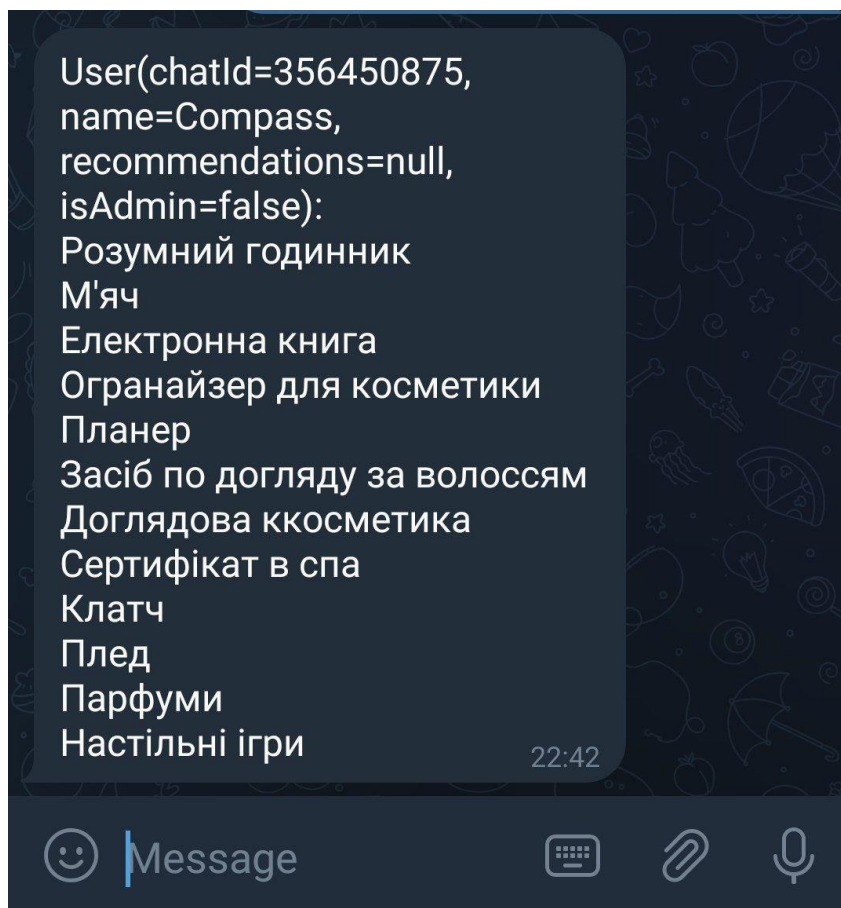 User(chatId=356450875,
name=Compass,
recommendations=null,
isAdmin=false):
Розумний годинник
М'яч
Електронна книга
Огранайзер для косметики
Планер
Засіб по догляду за волоссям
Доглядова ккосметика
Сертифікат в спа
Клатч
Плед
Парфуми
Настільні ігри
22:42
Message